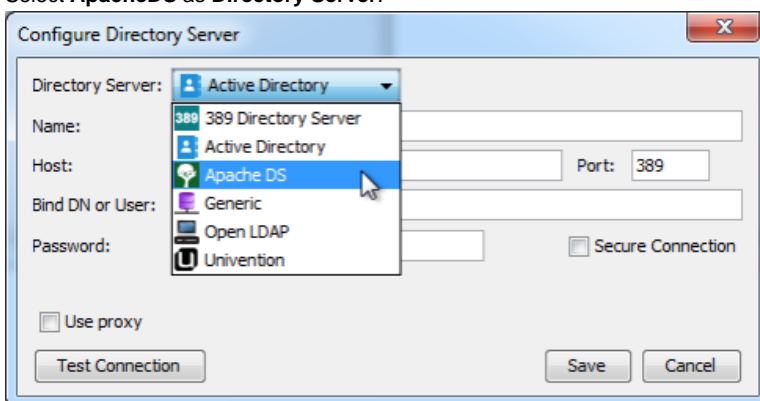 Select ApacheDS as Directory Server.
Configure Directory Server
Directory Server: Active Directory
389 389 Directory Server
Name:
Active Directory
Host:
Apache DS
Port: 389
Bind DN or User:
Generic
Open LDAP
Password:
Secure Connection
U Univention
Use proxy
Test Connection
Save
Cancel